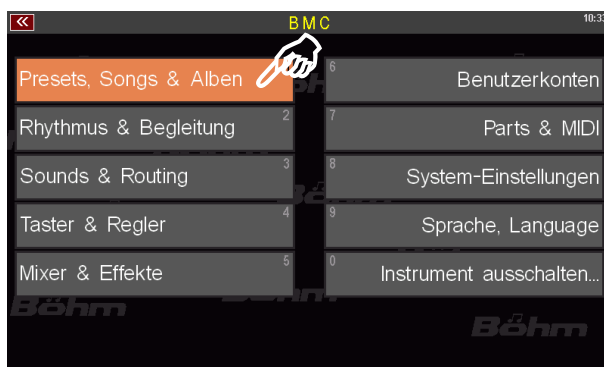 BMC
10:33
Presets, Songs & Alben
Rhythmus & Begleitung 2
Sounds & Routing 3
Taster & Regler 4
Mixer & Effekte 5
6 Benutzerkonten
7 Parts & MIDI
8 System-Einstellungen
9 Sprache, Language
0 Instrument ausschalten...
Böhm
Böhm